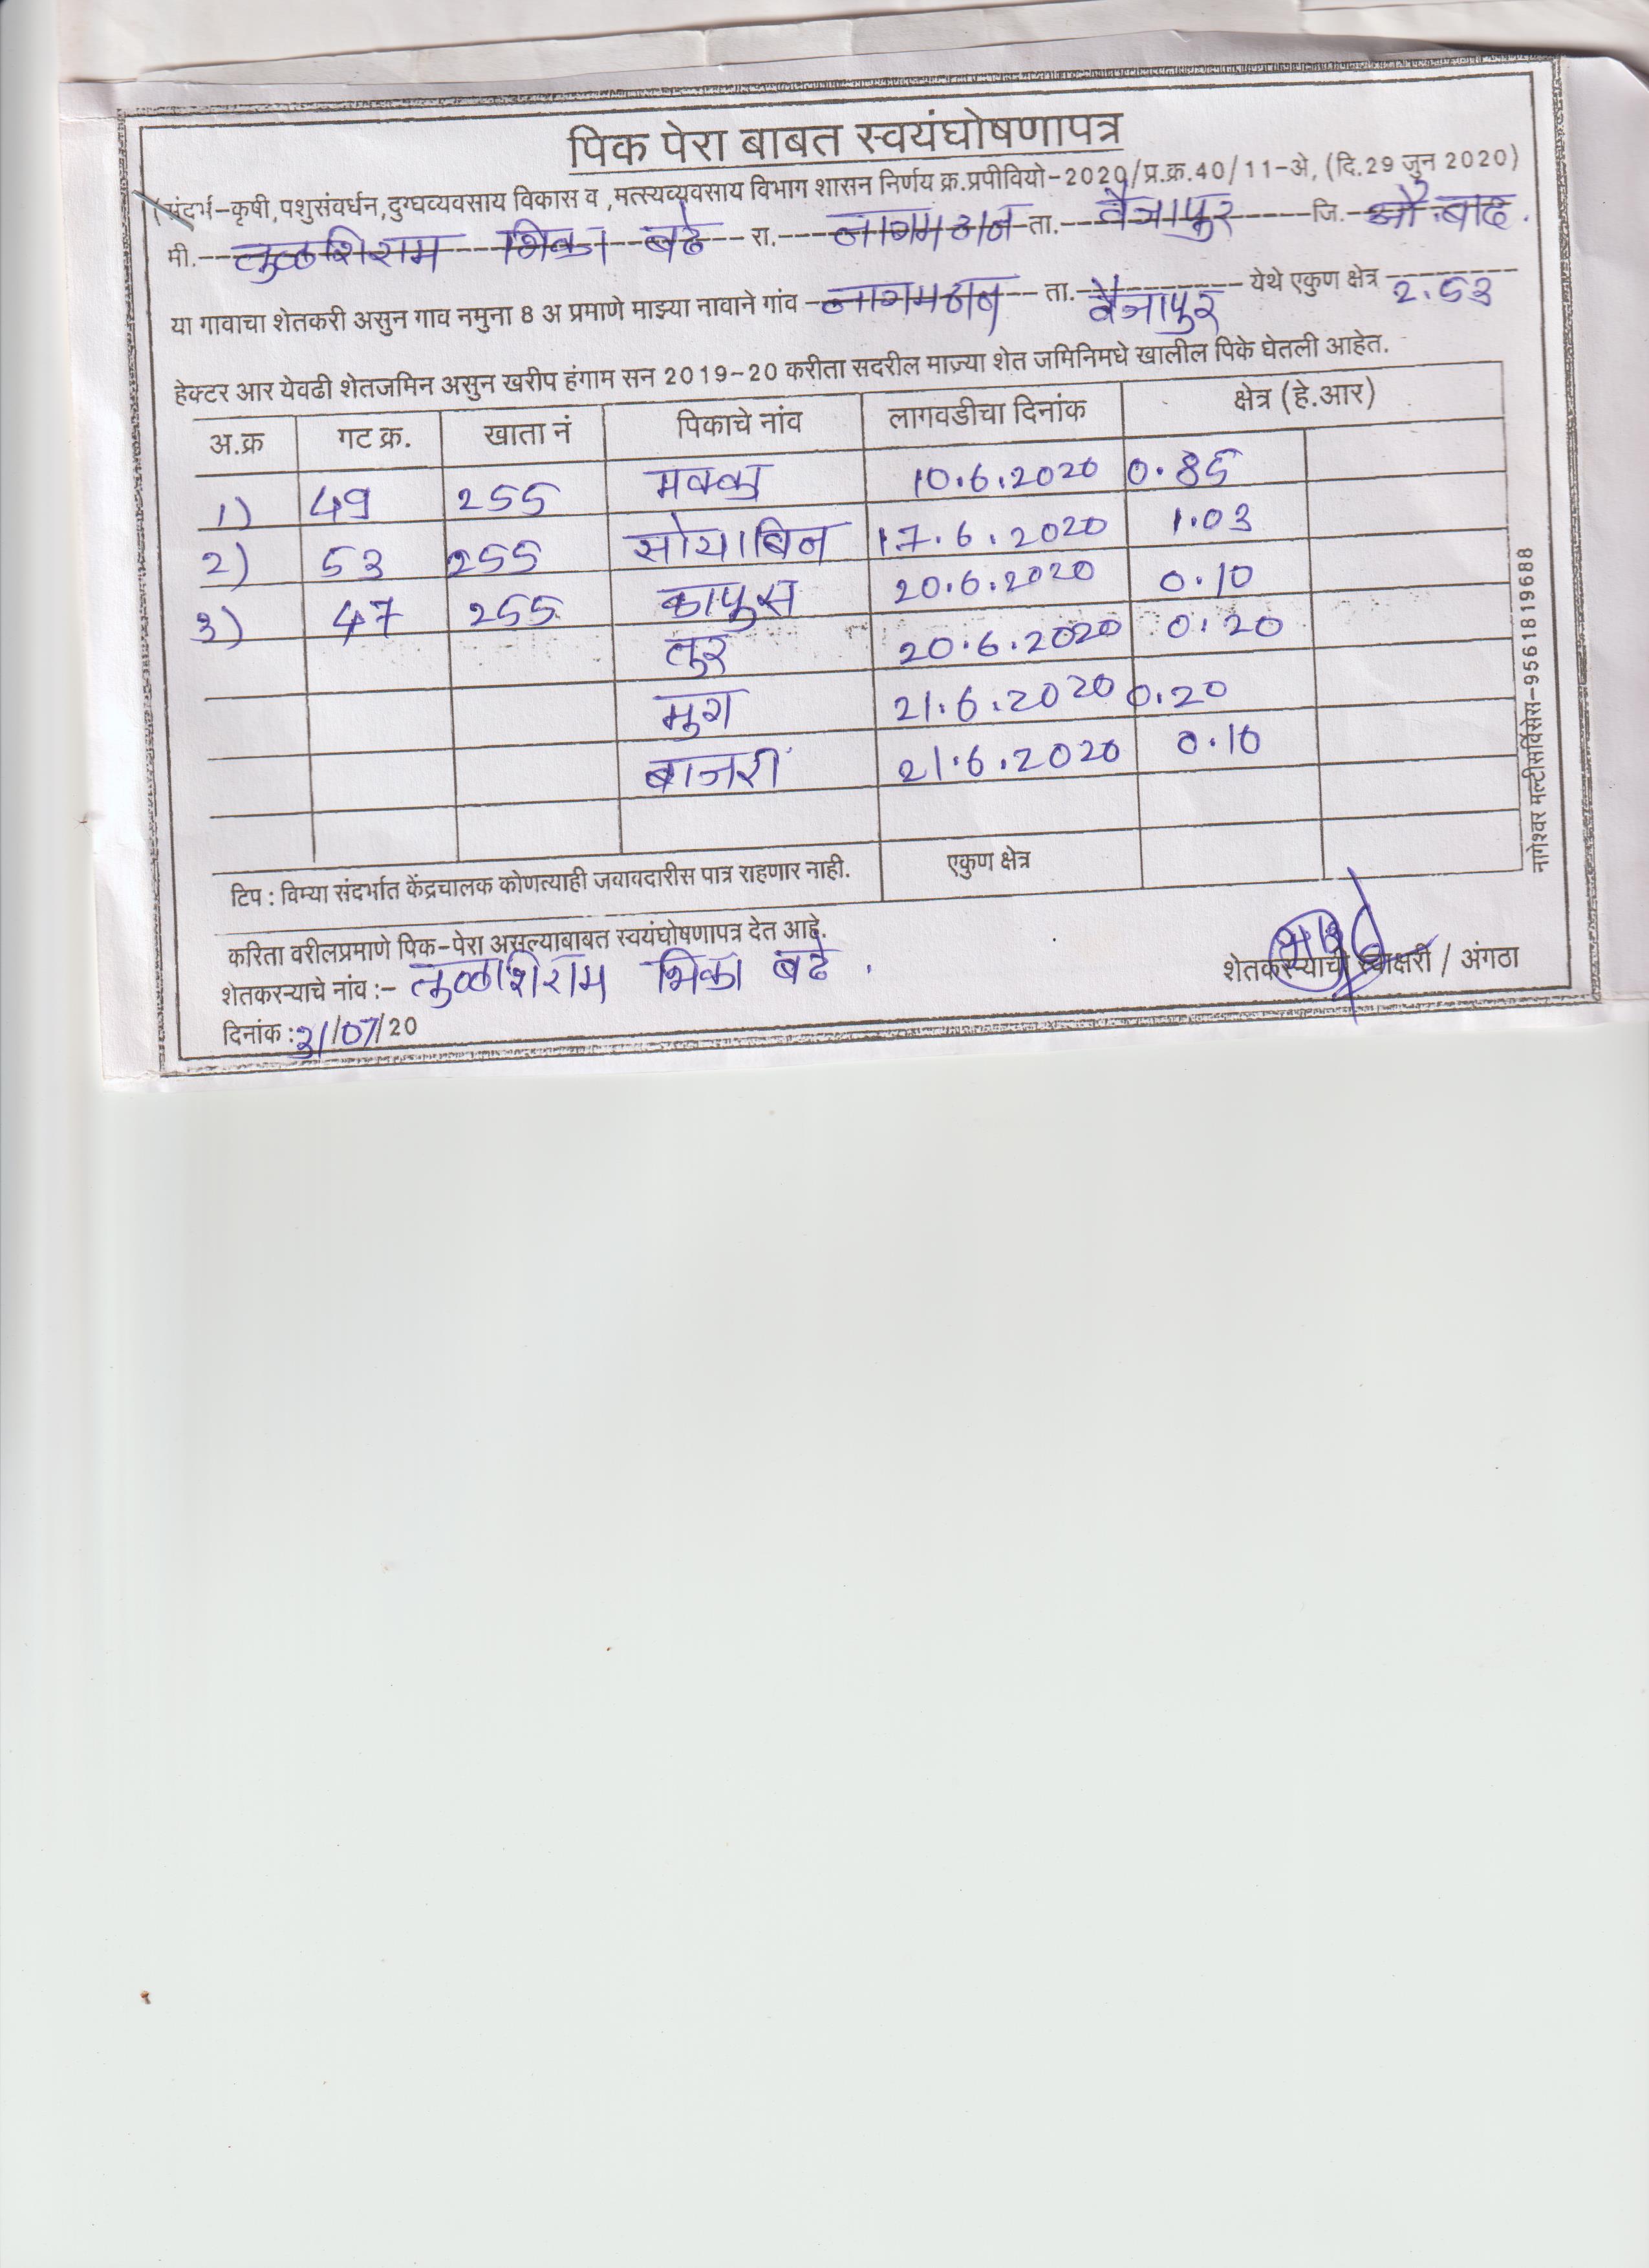 पिक पेरा बाबत स्वयंघोषणापत्र
(संदर्भ-कृषी,पशुसंवर्धन,दुग्घव्यवसाय विकास व ,मत्स्यव्यवसाय विभाग शासन निर्णय क्र.प्रपीवियो-2020/प्र.क्र.40/11-अे, (दि.29 जुन 2020)
मी.-- तुळशिराम भिका बढे -- रा.-- नागमठान -- ता.-- वैजापुर -- जि.-- औ.बाद .
या गावाचा शेतकरी असुन गाव नमुना 8 अ प्रमाणे माझ्या नावाने गांव -- नागमठान -- ता.-- वैजापुर -- येथे एकुण क्षेत्र -- 2.53
हेक्टर आर येवढी शेतजमिन असुन खरीप हंगाम सन 2019-20 करीता सदरील माज्या शेत जमिनिमधे खालील पिके घेतली आहेत.
अ.क्र गट क्र. खाता नं पिकाचे नांव लागवडीचा दिनांक क्षेत्र (हे.आर)
1) 49 255 मक्का 10.6.2020 0.85
2) 53 255 सोयाबिन 17.6.2020 1.03
3) 47 255 कापुस 20.6.2020 0.10
तुर 20.6.2020 0.20
मुग 21.6.2020 0.20
बाजरी 21.6.2020 0.10
टिप : विम्या संदर्भात केंद्रचालक कोणत्याही जवावदारीस पात्र राहणार नाही. एकुण क्षेत्र
करिता वरीलप्रमाणे पिक-पेरा असल्याबाबत स्वयंघोषणापत्र देत आहे.
शेतकऱ्याचे नांव :- तुळाशिराम भिका बढे .
शेतकऱ्याची स्वाक्षरी / अंगठा
दिनांक :31/07/20
नागेश्वर मल्टीसर्विसेस-9561819688